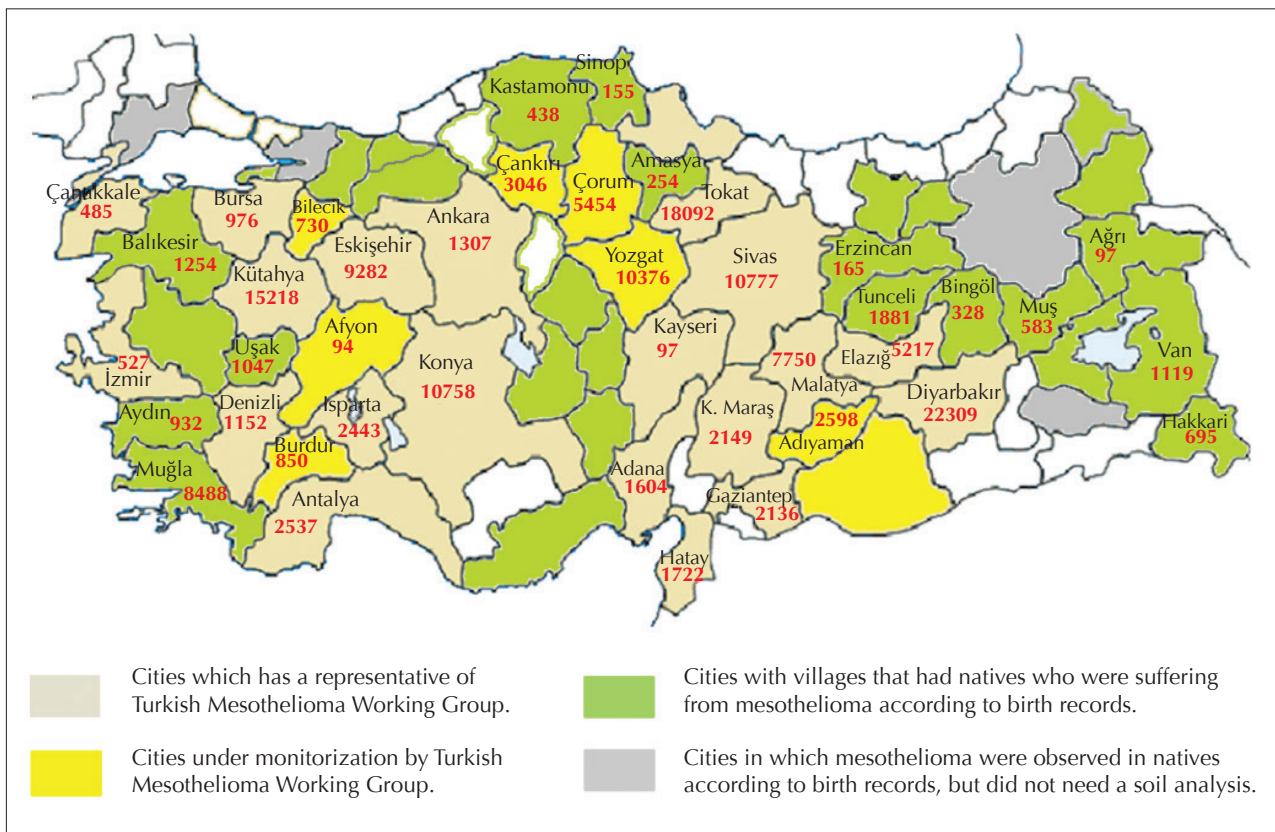 Sinop
155
Kastamonu
438
Çankırı
3046
Çorum
5454
Amasya
254
Tokat
18092
Çanukkale
485
Bursa
976
Bilecik
730
Ankara
1307
Eskişehir
9282
Balıkesir
1254
Kütahya
15218
Yozgat
10376
Sivas
10777
Erzincan
165
Ağrı
97
Tunceli
1881
Bingöl
328
Muş
583
Van
1119
Afyon
94
Uşak
1047
527
İzmir
Konya
10758
Kayseri
97
7750
Malatya
Elazığ
5217
Diyarbakır
22309
Hakkari
695
Aydın 932
Denizli
1152
Isparta
2443
K. Maraş
2149
2598
Adıyaman
Burdur
850
Muğla
8488
Antalya
2537
Adana
1604
Gaziantep
2136
Hatay
1722
Cities which has a representative of
Turkish Mesothelioma Working Group.
Cities under monitorization by Turkish
Mesothelioma Working Group.
Cities with villages that had natives who were suffering
from mesothelioma according to birth records.
Cities in which mesothelioma were observed in natives
according to birth records, but did not need a soil analysis.